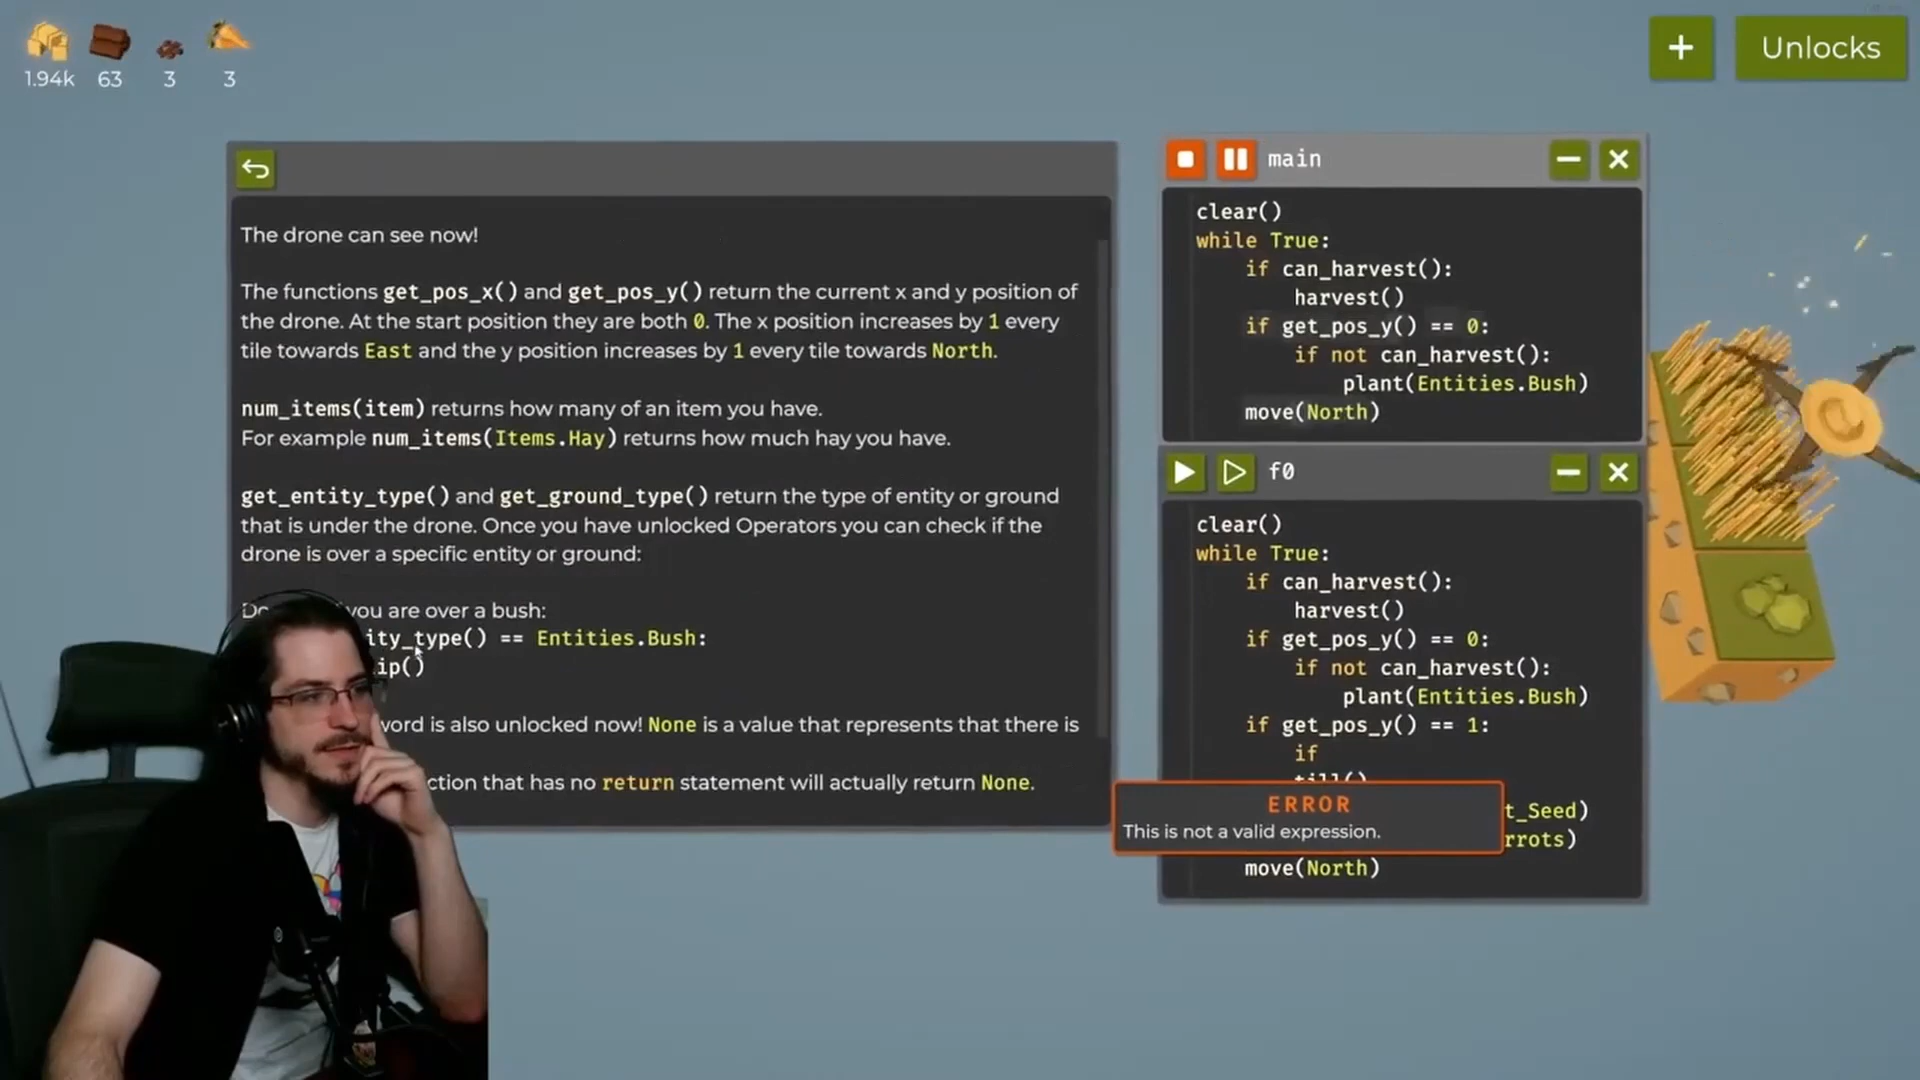 1.94k
63
3
3
+
Unlocks
The drone can see now!
The functions get_pos_x() and get_pos_y() return the current x and y position of
the drone. At the start position they are both 0. The x position increases by 1 every
tile towards East and the y position increases by 1 every tile towards North.
num_items(item) returns how many of an item you have.
For example num_items(Items.Hay) returns how much hay you have.
get_entity_type() and get_ground_type() return the type of entity or ground
that is under the drone. Once you have unlocked Operators you can check if the
drone is over a specific entity or ground:
you are over a bush:
ity_type() == Entities.Bush:
ip()
word is also unlocked now! None is a value that represents that there is
ction that has no return statement will actually return None.
main
clear()
while True:
if can_harvest():
harvest()
if get_pos_y() == 0:
if not can_harvest():
plant(Entities.Bush)
move(North)
f0
clear()
while True:
if can_harvest():
harvest()
if get_pos_y() == 0:
if not can_harvest():
plant(Entities.Bush)
if get_pos_y() == 1:
if
till()
t_Seed)
rrots)
move(North)
ERROR
This is not a valid expression.